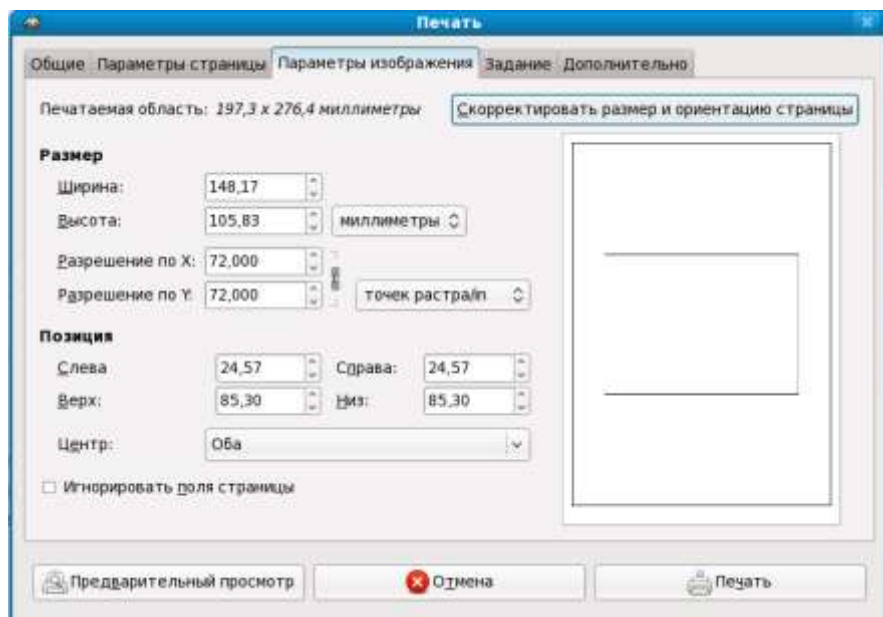 Печать
Общие Параметры страницы Параметры изображения Задание Дополнительно
Печатаемая область: 197,3 x 276,4 миллиметры Скорректировать размер и ориентацию страницы
Размер
Ширина: 148,17
Высота: 105,83 миллиметры
Разрешение по X: 72,000
Разрешение по Y: 72,000 точек растра/in
Позиция
Слева 24,57 Справа: 24,57
Верх: 85,30 Низ: 85,30
Центр: Оба
Игнорировать поля страницы
Предварительный просмотр Отмена Печать